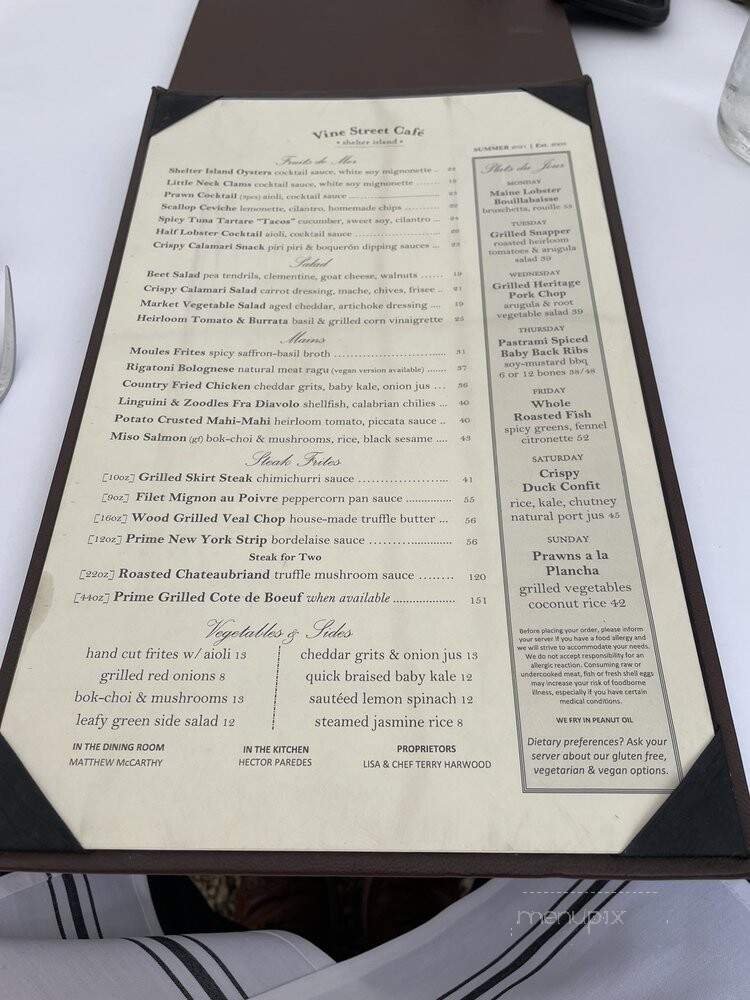 Vine Street Café
• shelter island •
SUMMER 2021 | Est. 2003
Fruits de Mer
Shelter Island Oysters cocktail sauce, white soy mignonette .. 22
Little Neck Clams cocktail sauce, white soy mignonette ........
Prawn Cocktail (3pcs) aioli, cocktail sauce ........ 23
Scallop Ceviche lemonette, cilantro, homemade chips ........ 22
Spicy Tuna Tartare "Tacos" cucumber, sweet soy, cilantro ... 24
Half Lobster Cocktail aioli, cocktail sauce ........
Crispy Calamari Snack piri piri & boquerón dipping sauces ... 23
Salad
Beet Salad pea tendrils, clementine, goat cheese, walnuts ...... 19
Crispy Calamari Salad carrot dressing, mache, chives, frisee .. 21
Market Vegetable Salad aged cheddar, artichoke dressing .... 19
Heirloom Tomato & Burrata basil & grilled corn vinaigrette 25
Mains
Moules Frites spicy saffron-basil broth ........ 31
Rigatoni Bolognese natural meat ragu (vegan version available) ....... 37
Country Fried Chicken cheddar grits, baby kale, onion jus ... 36
Linguini & Zoodles Fra Diavolo shellfish, calabrian chilies ... 40
Potato Crusted Mahi-Mahi heirloom tomato, piccata sauce .. 40
Miso Salmon (gf) bok-choi & mushrooms, rice, black sesame .... 43
Steak Frites
[10oz] Grilled Skirt Steak chimichurri sauce ........ 41
[9oz] Filet Mignon au Poivre peppercorn pan sauce ........ 55
[16oz] Wood Grilled Veal Chop house-made truffle butter ... 56
[12oz] Prime New York Strip bordelaise sauce ........ 56
Steak for Two
[22oz] Roasted Chateaubriand truffle mushroom sauce ........ 120
[44oz] Prime Grilled Cote de Boeuf when available ........ 151
Vegetables & Sides
hand cut frites w/ aioli 13
grilled red onions 8
bok-choi & mushrooms 13
leafy green side salad 12
cheddar grits & onion jus 13
quick braised baby kale 12
sautéed lemon spinach 12
steamed jasmine rice 8
IN THE DINING ROOM
MATTHEW McCARTHY
IN THE KITCHEN
HECTOR PAREDES
PROPRIETORS
LISA & CHEF TERRY HARWOOD
Plats du Jour
MONDAY
Maine Lobster
Bouillabaisse
bruschetta, rouille 53
TUESDAY
Grilled Snapper
roasted heirloom
tomatoes & arugula
salad 39
WEDNESDAY
Grilled Heritage
Pork Chop
arugula & root
vegetable salad 39
THURSDAY
Pastrami Spiced
Baby Back Ribs
soy-mustard bbq
6 or 12 bones 38/48
FRIDAY
Whole
Roasted Fish
spicy greens, fennel
citronette 52
SATURDAY
Crispy
Duck Confit
rice, kale, chutney
natural port jus 45
SUNDAY
Prawns a la
Plancha
grilled vegetables
coconut rice 42
Before placing your order, please inform
your server if you have a food allergy and
we will strive to accommodate your needs.
We do not accept responsibility for an
allergic reaction. Consuming raw or
undercooked meat, fish or fresh shell eggs
may increase your risk of foodborne
illness, especially if you have certain
medical conditions.
WE FRY IN PEANUT OIL
Dietary preferences? Ask your
server about our gluten free,
vegetarian & vegan options.
menupix